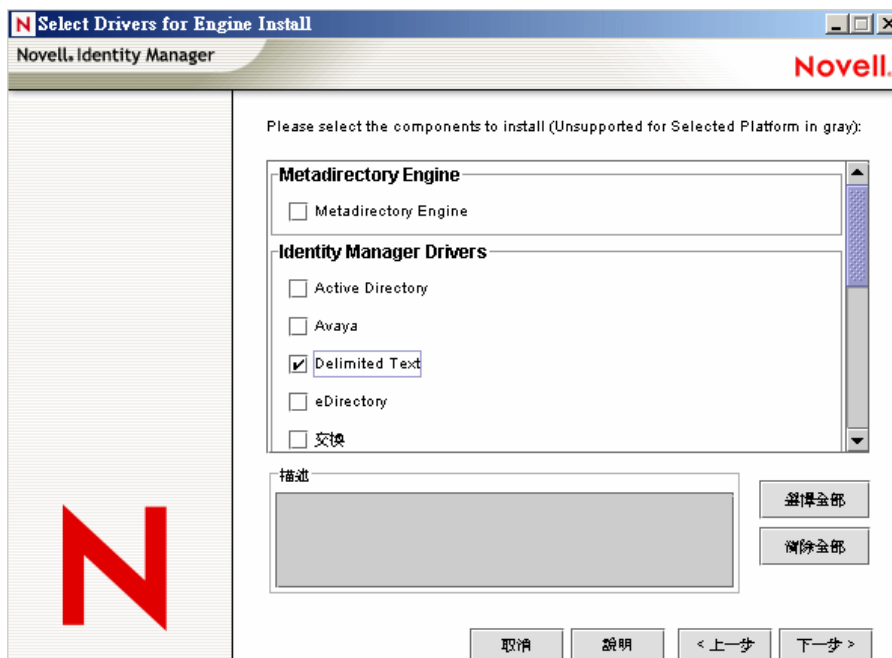 Select Drivers for Engine Install
Novell. Identity Manager
Novell.
Please select the components to install (Unsupported for Selected Platform in gray):
Metadirectory Engine
Metadirectory Engine
Identity Manager Drivers
Active Directory
Avaya
Delimited Text
eDirectory
交換
描述
選擇全部
清除全部
取消
說明
< 上一步
下一步 >